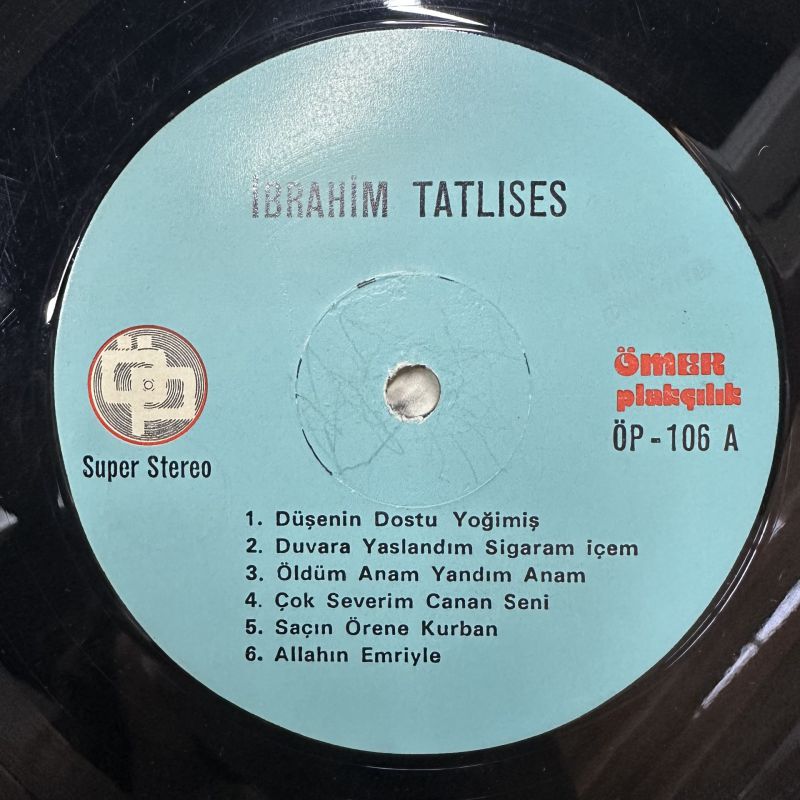 İBRAHİM TATLISES
ÖP
Super Stereo
ÖMER
plakçılık
ÖP - 106 A
1. Düşenin Dostu Yoğimiş
2. Duvara Yaslandım Sigaram içem
3. Öldüm Anam Yandım Anam
4. Çok Severim Canan Seni
5. Saçın Örene Kurban
6. Allahın Emriyle